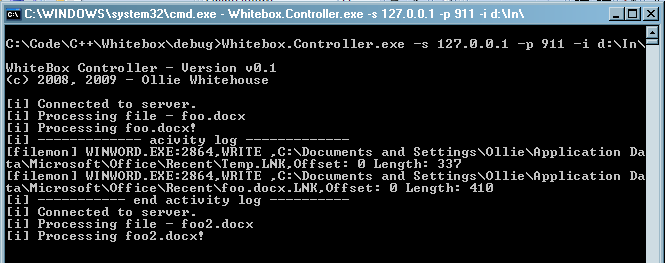 C:\WINDOWS\system32\cmd.exe - Whitebox.Controller.exe -s 127.0.0.1 -p 911 -i d:\In\
C:\Code\C++\Whitebox\debug>Whitebox.Controller.exe -s 127.0.0.1 -p 911 -i d:\In\
WhiteBox Controller - Version v0.1
(c) 2008, 2009 - Ollie Whitehouse
[i] Connected to server.
[i] Processing file - foo.docx
[i] Processing foo.docx!
[i] ------------ acivity log -------------
[filemon] WINWORD.EXE:2864,WRITE ,C:\Documents and Settings\Ollie\Application Da
ta\Microsoft\Office\Recent\Temp.LNK,Offset: 0 Length: 337
[filemon] WINWORD.EXE:2864,WRITE ,C:\Documents and Settings\Ollie\Application Da
ta\Microsoft\Office\Recent\foo.docx.LNK,Offset: 0 Length: 410
[i] ----------- end activity log ----------
[i] Connected to server.
[i] Processing file - foo2.docx
[i] Processing foo2.docx!